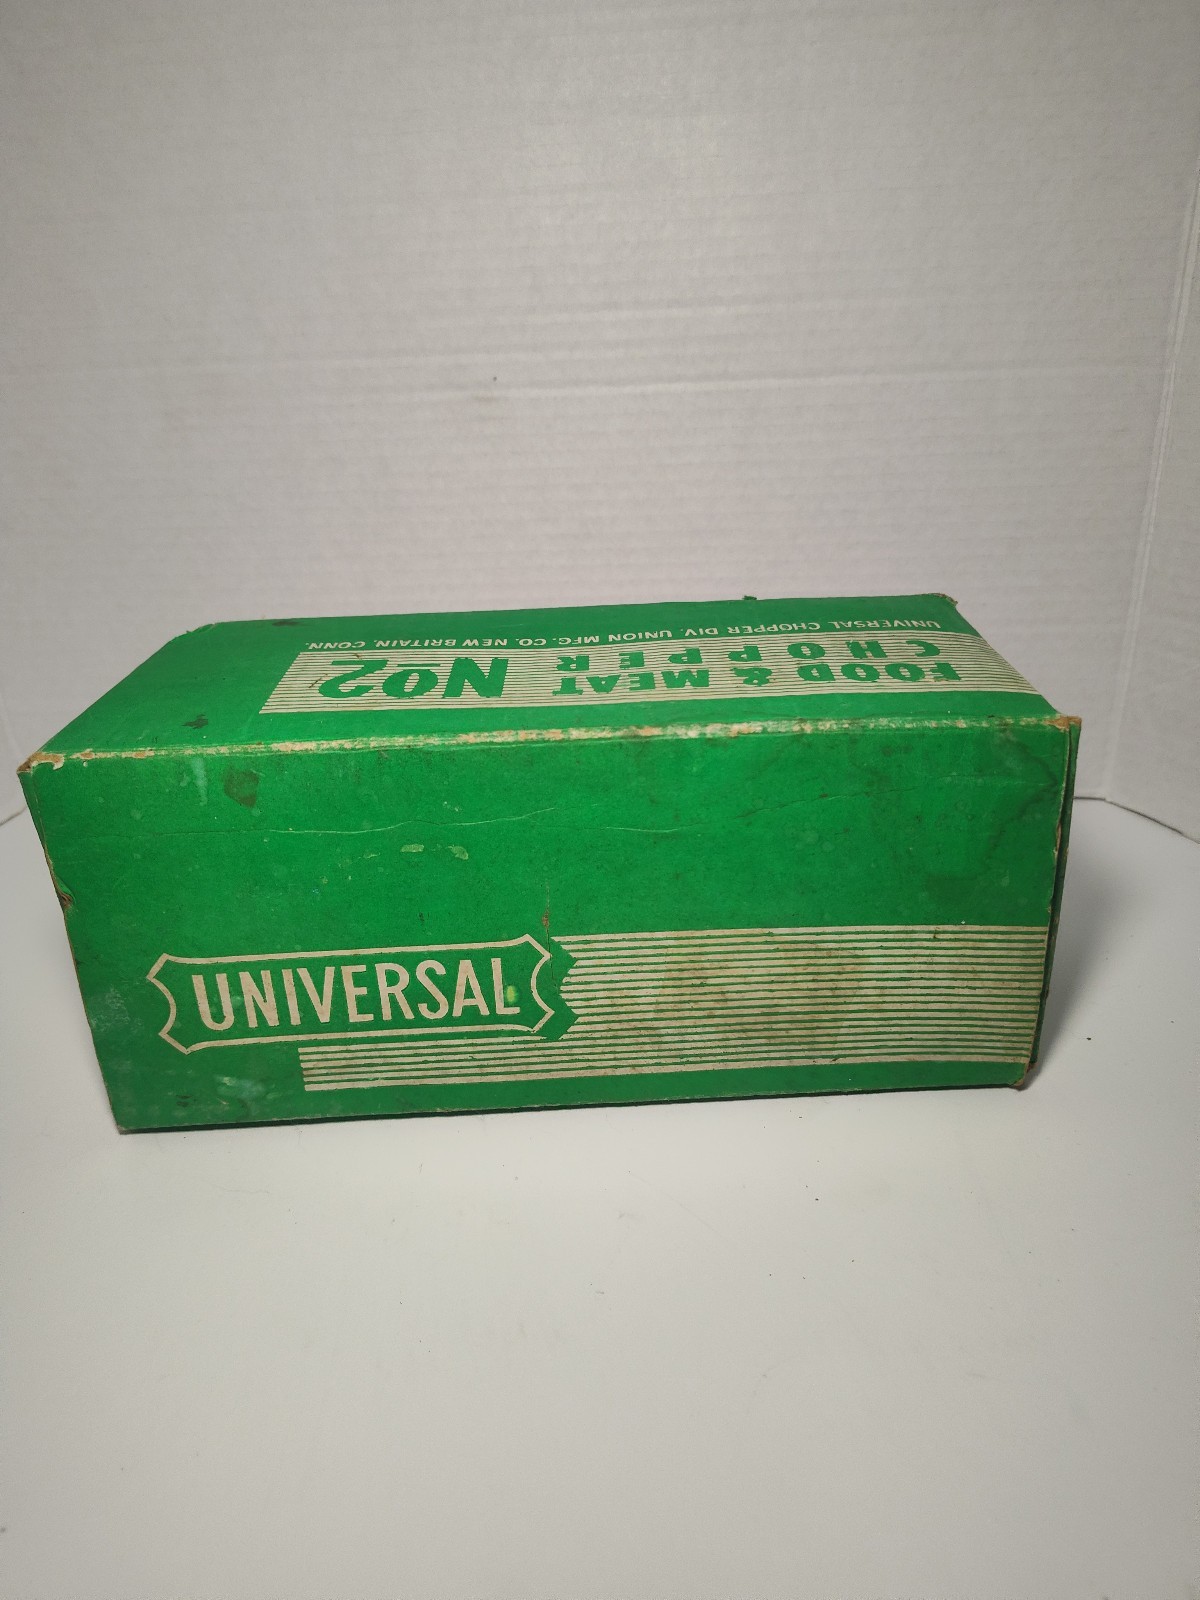 FOOD & MEAT
CHOPPER No2
UNIVERSAL CHOPPER DIV. UNION MFG. CO. NEW BRITAIN. CONN.
UNIVERSAL